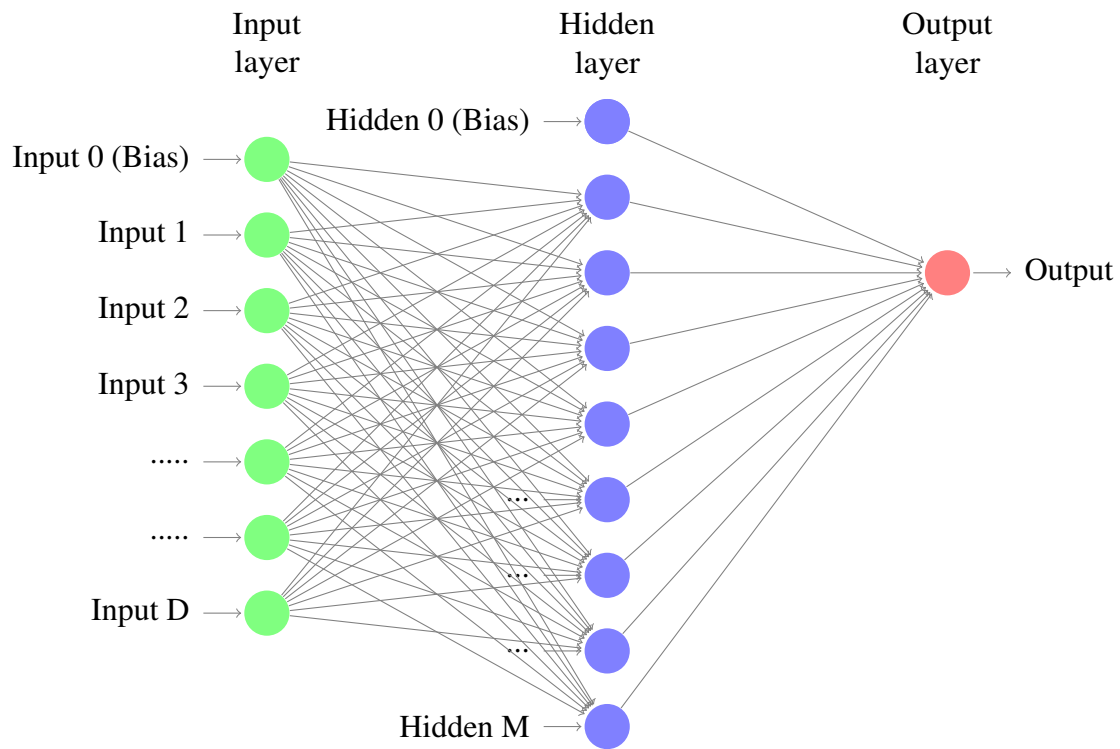 Input
layer
Hidden
layer
Output
layer
Hidden 0 (Bias)
Input 0 (Bias)
Input 1
Output
Input 2
Input 3
.....
...
.....
...
Input D
...
Hidden M